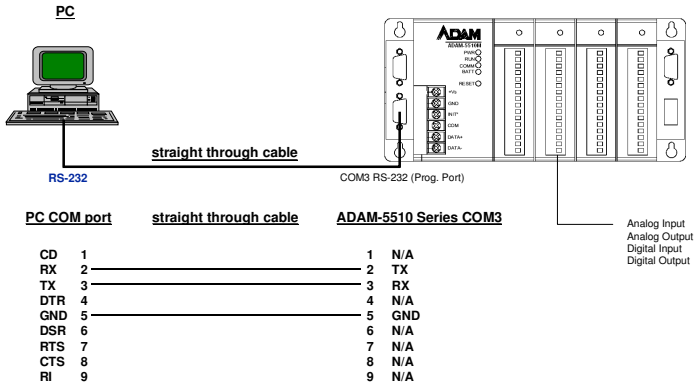 PC
ADAM
ADAM-5510M
PWR
RUN
COMM
BATT
RESET
+Vs
GND
INIT*
COM
DATA+
DATA-
straight through cable
RS-232
COM3 RS-232 (Prog. Port)
Analog Input
Analog Output
Digital Input
Digital Output
PC COM port straight through cable ADAM-5510 Series COM3
CD 1 1 N/A
RX 2 2 TX
TX 3 3 RX
DTR 4 4 N/A
GND 5 5 GND
DSR 6 6 N/A
RTS 7 7 N/A
CTS 8 8 N/A
RI 9 9 N/A